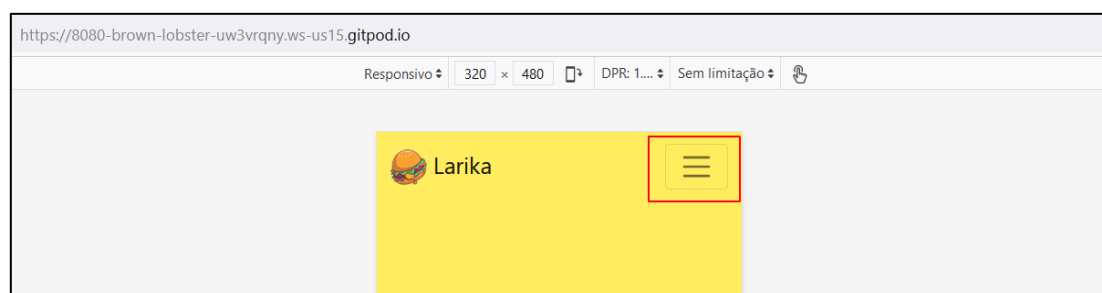 https://8080-brown-lobster-uw3vrqny.ws-us15.gitpod.io
Responsivo 320 × 480 DPR: 1.... Sem limitação
Larika